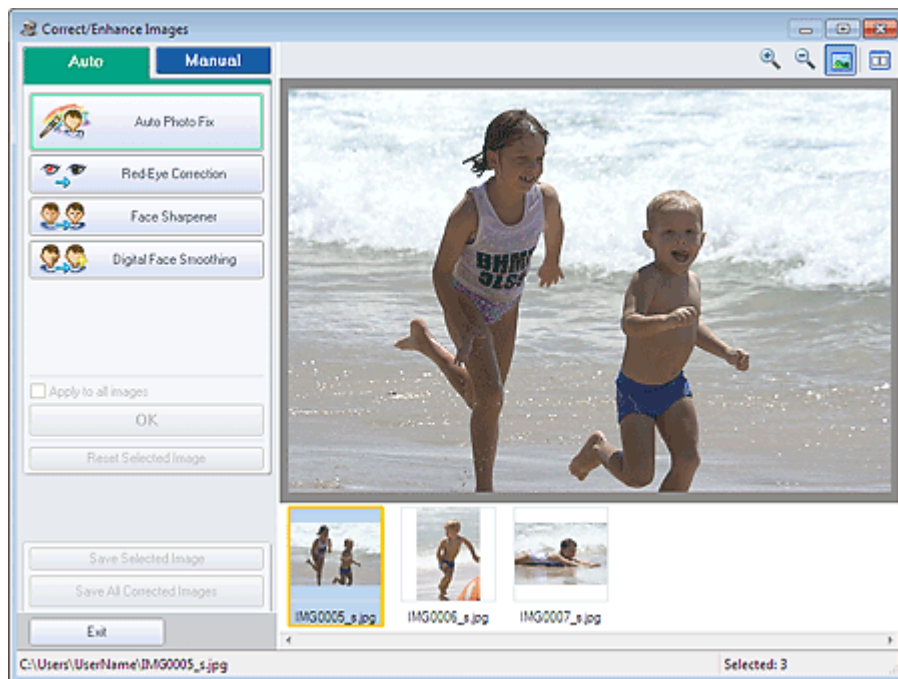 Correct/Enhance Images
Auto
Manual
Auto Photo Fix
Red-Eye Correction
Face Sharpener
Digital Face Smoothing
Apply to all images
OK
Reset Selected Image
Save Selected Image
Save All Corrected Images
Exit
BHMH
IMG0005_s.jpg
IMG0006_s.jpg
IMG0007_s.jpg
C:\Users\UserName\IMG0005_s.jpg
Selected: 3